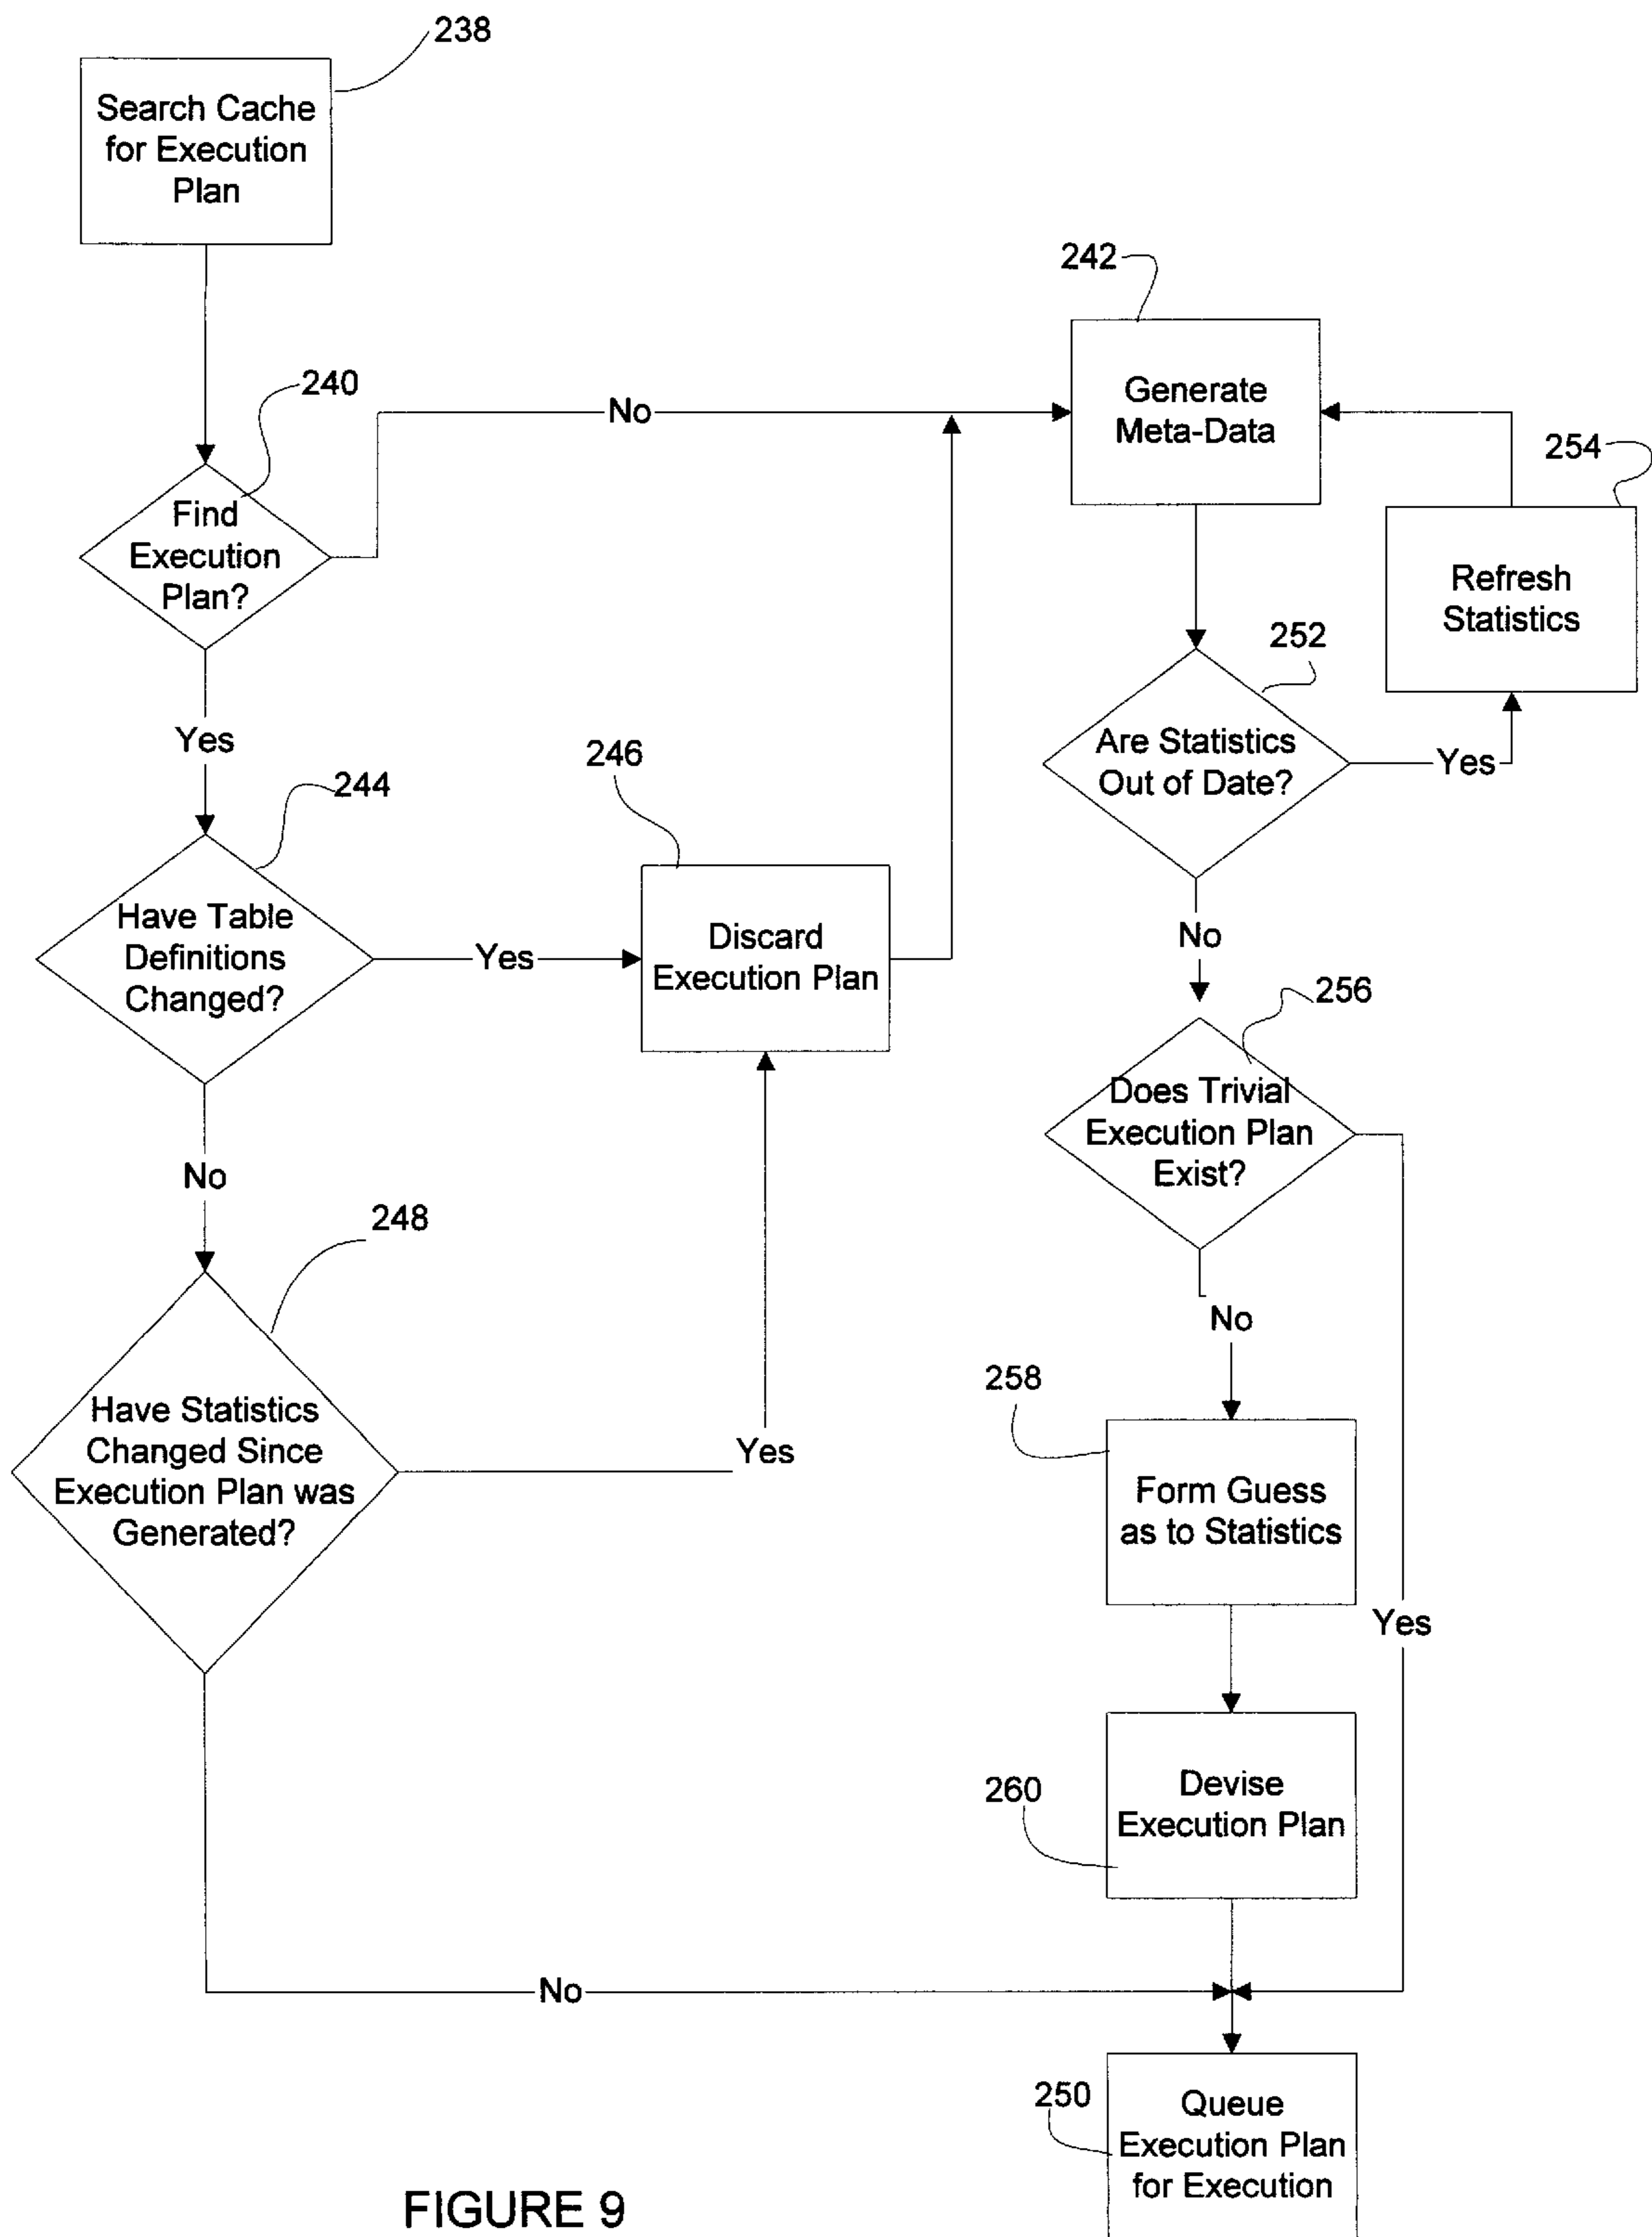 238
Search Cache
for Execution
Plan
242
240
Generate
Meta-Data
No
254
Find
Execution
Plan?
Refresh
Statistics
252
Yes
246
Are Statistics
Out of Date?
Yes
244
Have Table
Definitions
Changed?
Yes
Discard
Execution Plan
No
256
Does Trivial
Execution Plan
Exist?
No
248
No
258
Have Statistics
Changed Since
Execution Plan was
Generated?
Yes
Form Guess
as to Statistics
Yes
260
Devise
Execution Plan
No
250
Queue
Execution Plan
for Execution
FIGURE 9